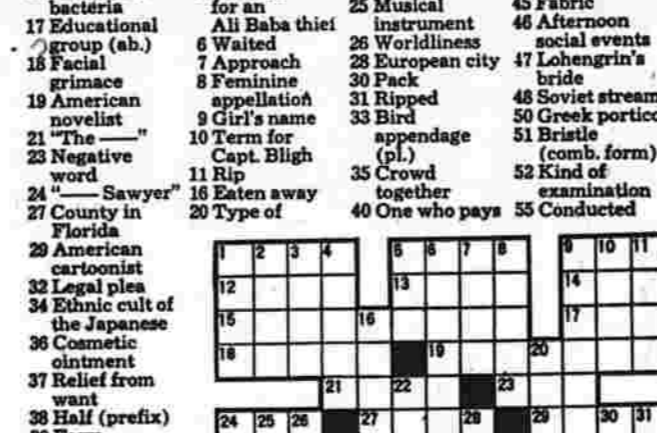 bacteria
17 Educational
group (ab.)
18 Facial
grimace
19 American
novelist
21 "The ——"
23 Negative
word
24 "—— Sawyer"
27 County in
Florida
29 American
cartoonist
32 Legal plea
34 Ethnic cult of
the Japanese
36 Cosmetic
ointment
37 Relief from
want
38 Half (prefix)
for an
Ali Baba thief
6 Waited
7 Approach
8 Feminine
appellation
9 Girl's name
10 Term for
Capt. Bligh
11 Rip
16 Eaten away
20 Type of
25 Musical
instrument
26 Worldliness
28 European city
30 Pack
31 Ripped
33 Bird
appendage
(pl.)
35 Crowd
together
40 One who pays
45 Fabric
46 Afternoon
social events
47 Lohengrin's
bride
48 Soviet stream
50 Greek portico
51 Bristle
(comb. form)
52 Kind of
examination
55 Conducted
1 2 3 4 5 6 7 8 9 10 11
12 13 14
15 16 17
18 19 20
21 22 23
24 25 26 27 28 29 30 31